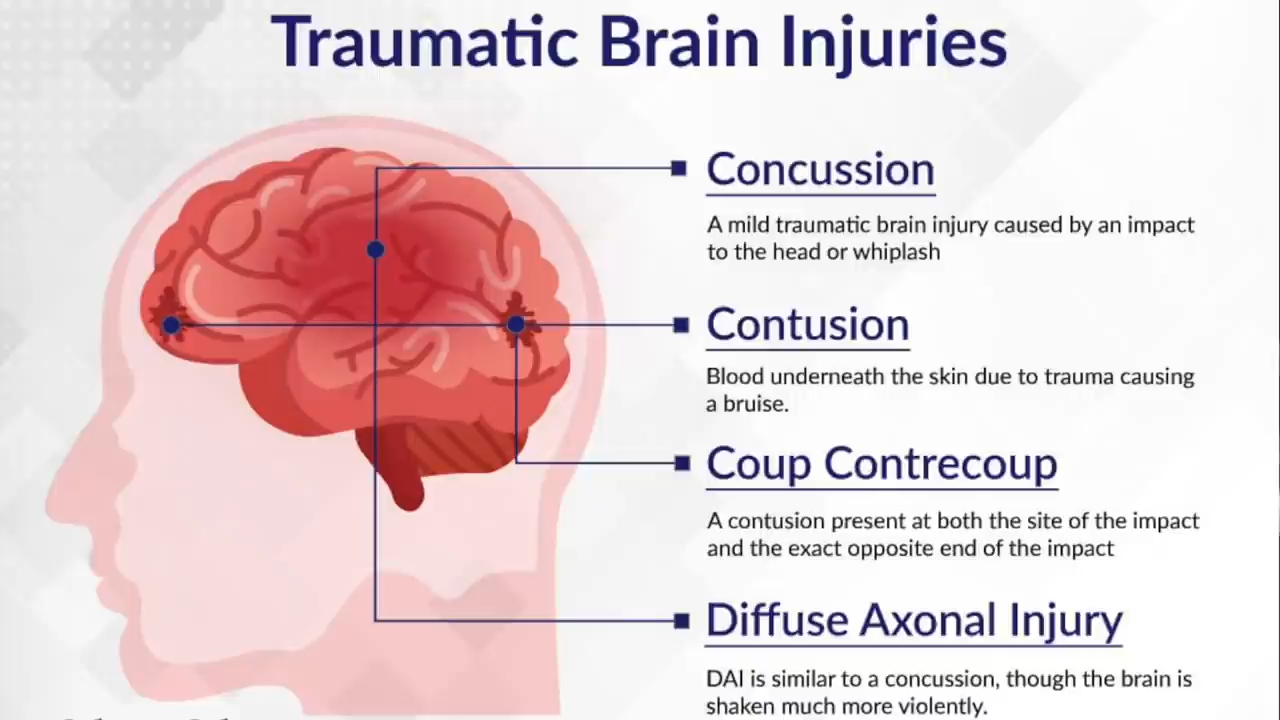 Traumatic Brain Injuries
Concussion
A mild traumatic brain injury caused by an impact
to the head or whiplash
Contusion
Blood underneath the skin due to trauma causing
a bruise.
Coup Contrecoup
A contusion present at both the site of the impact
and the exact opposite end of the impact
Diffuse Axonal Injury
DAI is similar to a concussion, though the brain is
shaken much more violently.